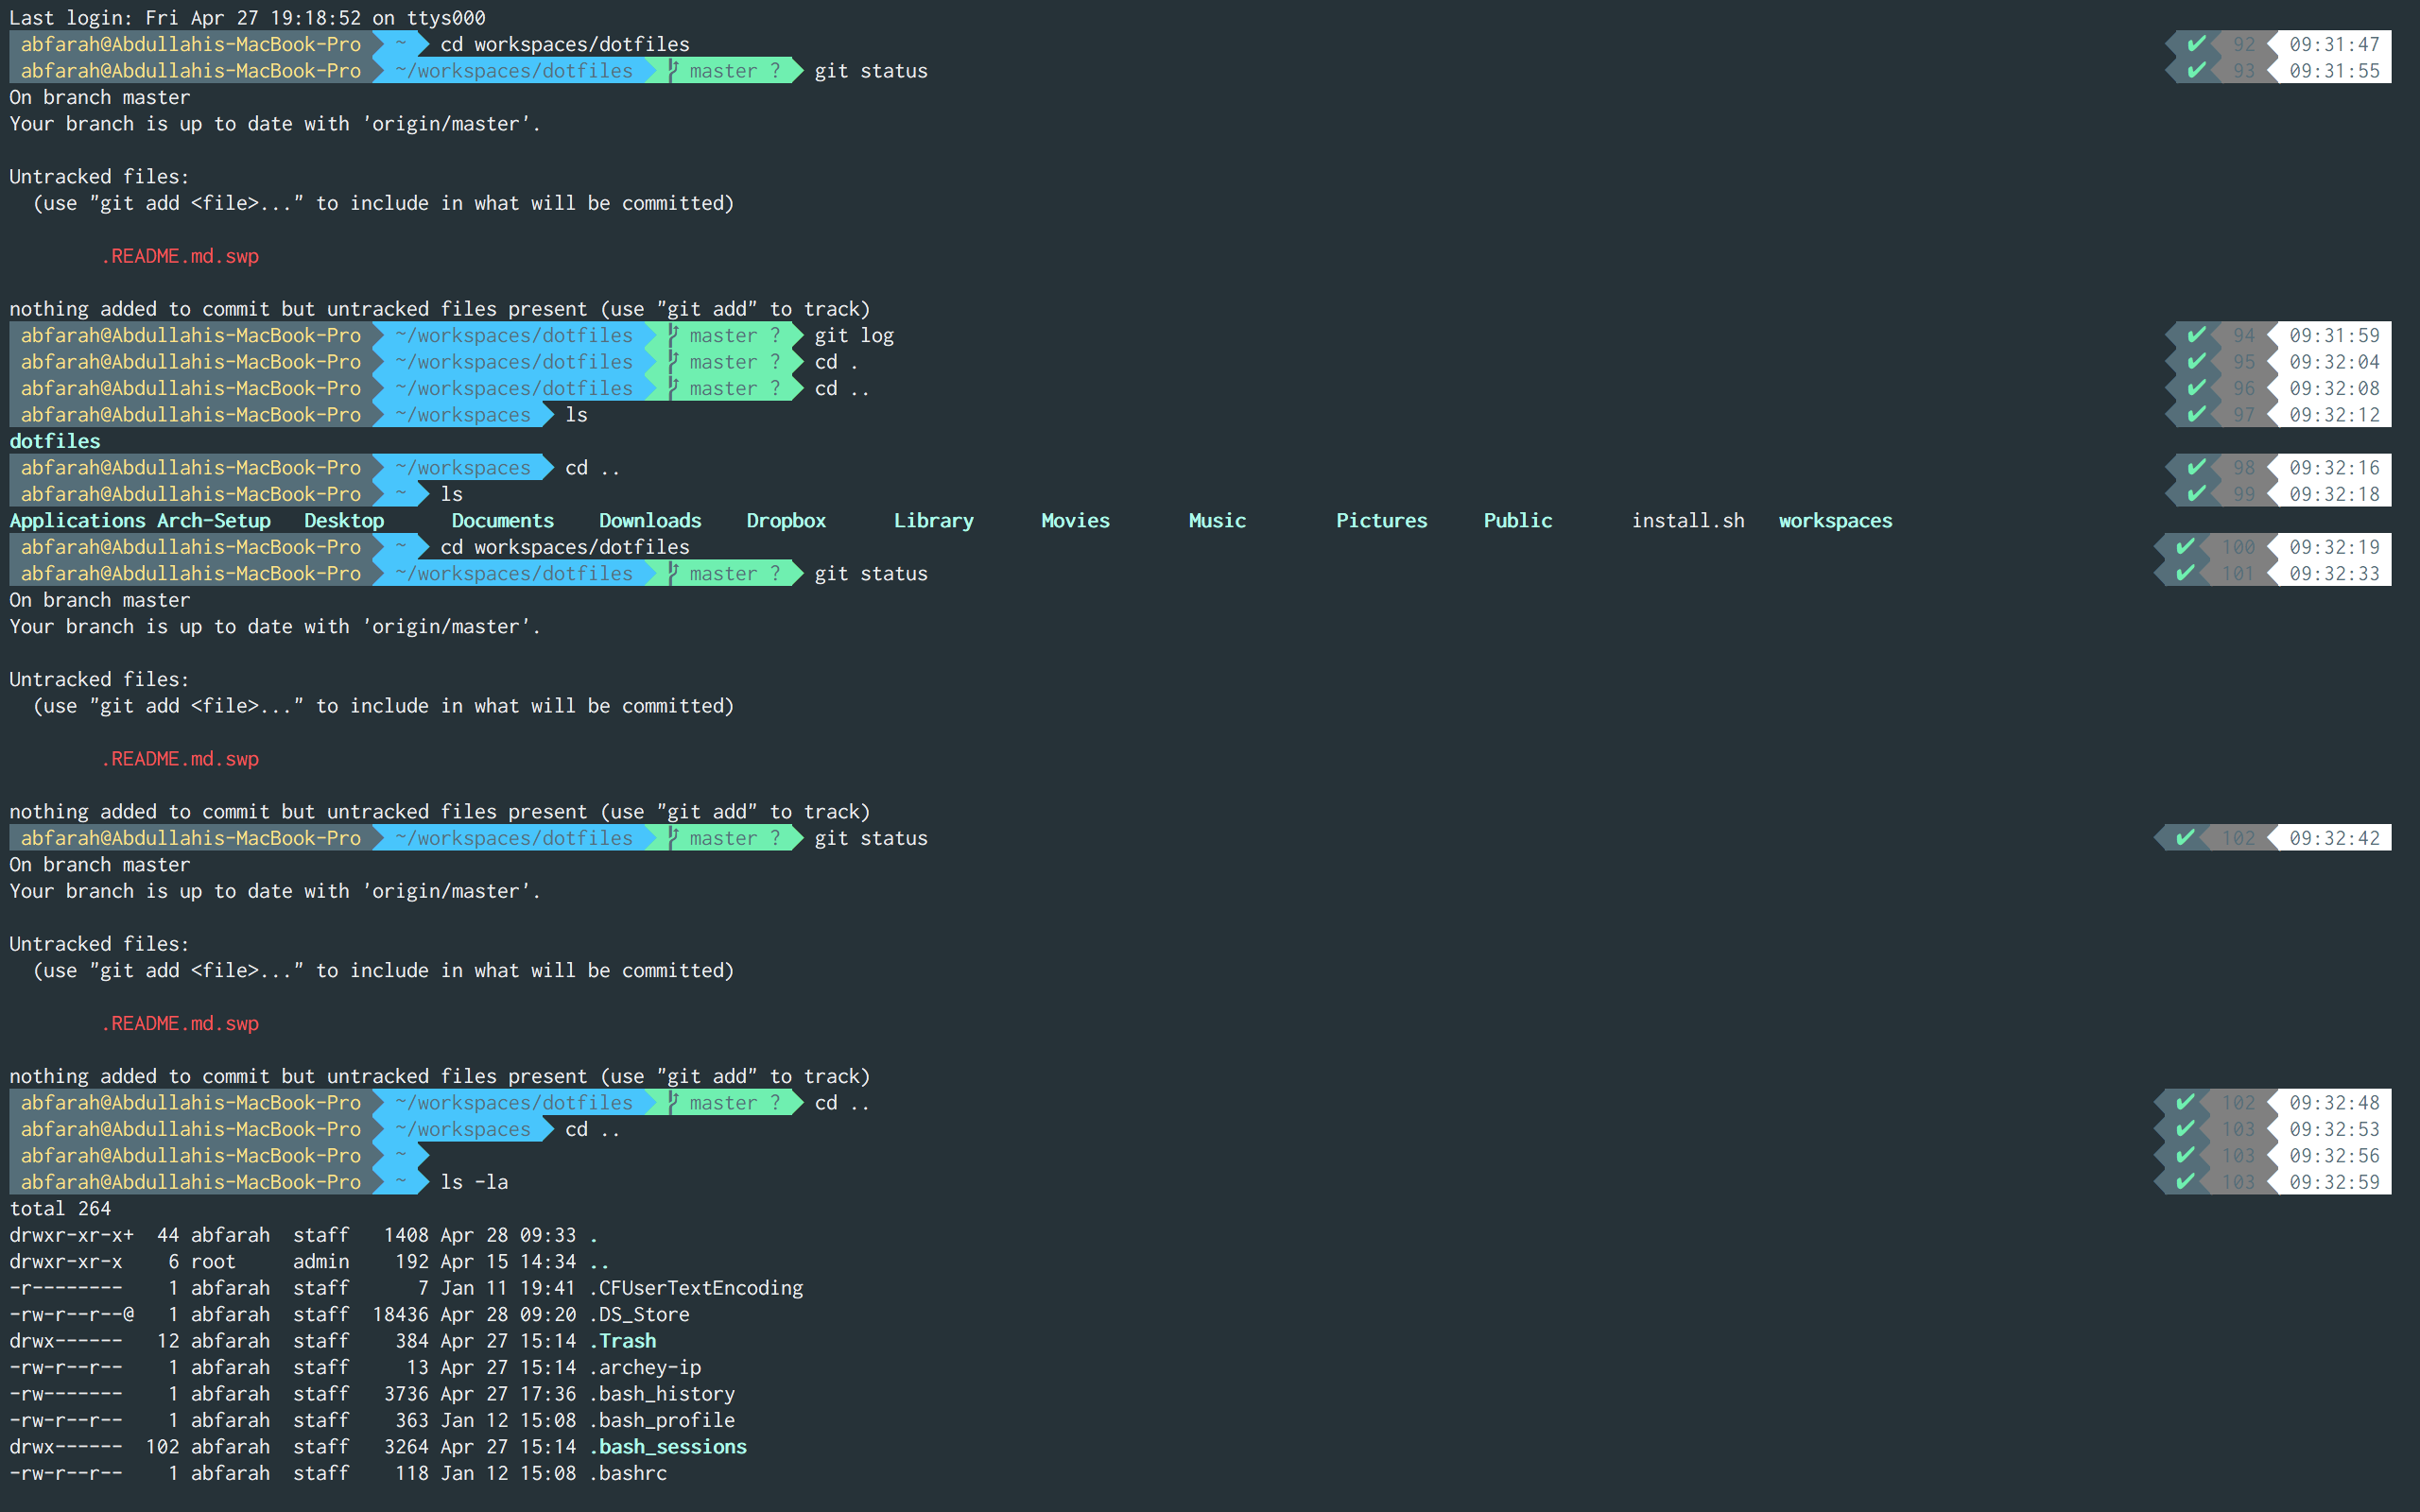 Last login: Fri Apr 27 19:18:52 on ttys000
abfarah@Abdullahis-MacBook-Pro ~ cd workspaces/dotfiles ✔ 92 09:31:47
abfarah@Abdullahis-MacBook-Pro ~/workspaces/dotfiles master ? git status ✔ 93 09:31:55
On branch master
Your branch is up to date with 'origin/master'.
Untracked files:
(use "git add <file>..." to include in what will be committed)
.README.md.swp
nothing added to commit but untracked files present (use "git add" to track)
abfarah@Abdullahis-MacBook-Pro ~/workspaces/dotfiles master ? git log ✔ 94 09:31:59
abfarah@Abdullahis-MacBook-Pro ~/workspaces/dotfiles master ? cd . ✔ 95 09:32:04
abfarah@Abdullahis-MacBook-Pro ~/workspaces/dotfiles master ? cd .. ✔ 96 09:32:08
abfarah@Abdullahis-MacBook-Pro ~/workspaces ls ✔ 97 09:32:12
dotfiles
abfarah@Abdullahis-MacBook-Pro ~/workspaces cd .. ✔ 98 09:32:16
abfarah@Abdullahis-MacBook-Pro ~ ls ✔ 99 09:32:18
Applications Arch-Setup Desktop Documents Downloads Dropbox Library Movies Music Pictures Public install.sh workspaces
abfarah@Abdullahis-MacBook-Pro ~ cd workspaces/dotfiles ✔ 100 09:32:19
abfarah@Abdullahis-MacBook-Pro ~/workspaces/dotfiles master ? git status ✔ 101 09:32:33
On branch master
Your branch is up to date with 'origin/master'.
Untracked files:
(use "git add <file>..." to include in what will be committed)
.README.md.swp
nothing added to commit but untracked files present (use "git add" to track)
abfarah@Abdullahis-MacBook-Pro ~/workspaces/dotfiles master ? git status ✔ 102 09:32:42
On branch master
Your branch is up to date with 'origin/master'.
Untracked files:
(use "git add <file>..." to include in what will be committed)
.README.md.swp
nothing added to commit but untracked files present (use "git add" to track)
abfarah@Abdullahis-MacBook-Pro ~/workspaces/dotfiles master ? cd .. ✔ 102 09:32:48
abfarah@Abdullahis-MacBook-Pro ~/workspaces cd .. ✔ 103 09:32:53
abfarah@Abdullahis-MacBook-Pro ~ ✔ 103 09:32:56
abfarah@Abdullahis-MacBook-Pro ~ ls -la ✔ 103 09:32:59
total 264
drwxr-xr-x+ 44 abfarah staff 1408 Apr 28 09:33 .
drwxr-xr-x 6 root admin 192 Apr 15 14:34 ..
-r-------- 1 abfarah staff 7 Jan 11 19:41 .CFUserTextEncoding
-rw-r--r--@ 1 abfarah staff 18436 Apr 28 09:20 .DS_Store
drwx------ 12 abfarah staff 384 Apr 27 15:14 .Trash
-rw-r--r-- 1 abfarah staff 13 Apr 27 15:14 .archey-ip
-rw------- 1 abfarah staff 3736 Apr 27 17:36 .bash_history
-rw-r--r-- 1 abfarah staff 363 Jan 12 15:08 .bash_profile
drwx------ 102 abfarah staff 3264 Apr 27 15:14 .bash_sessions
-rw-r--r-- 1 abfarah staff 118 Jan 12 15:08 .bashrc